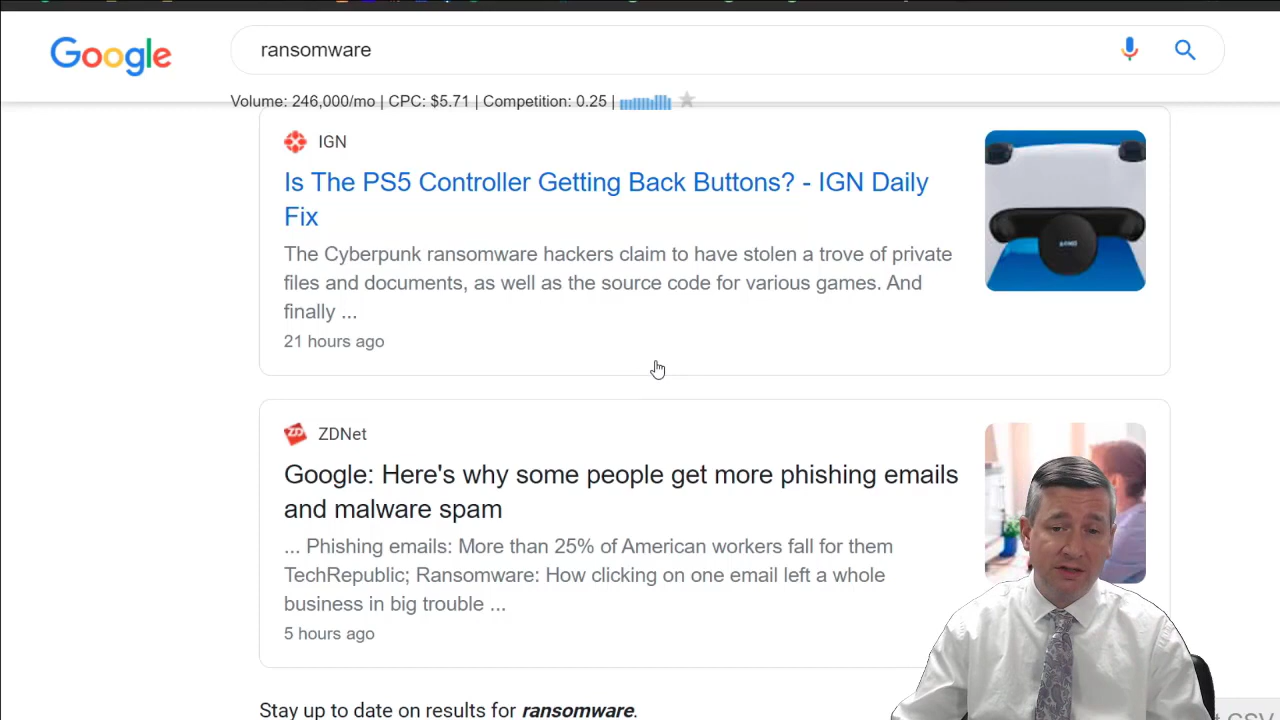 Google
ransomware
Volume: 246,000/mo | CPC: $5.71 | Competition: 0.25 |
IGN
Is The PS5 Controller Getting Back Buttons? - IGN Daily
Fix
The Cyberpunk ransomware hackers claim to have stolen a trove of private
files and documents, as well as the source code for various games. And
finally ...
21 hours ago
ZD
ZDNet
Google: Here's why some people get more phishing emails
and malware spam
... Phishing emails: More than 25% of American workers fall for them
TechRepublic; Ransomware: How clicking on one email left a whole
business in big trouble ...
5 hours ago
Stay up to date on results for ransomware.